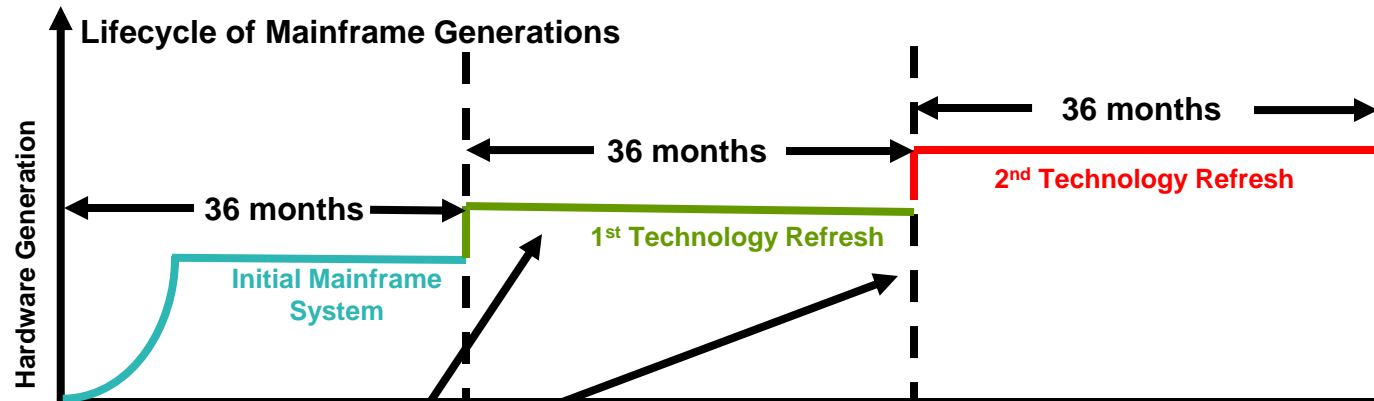 Lifecycle of Mainframe Generations
Hardware Generation
36 months
36 months
36 months
2nd Technology Refresh
1st Technology Refresh
Initial Mainframe
System